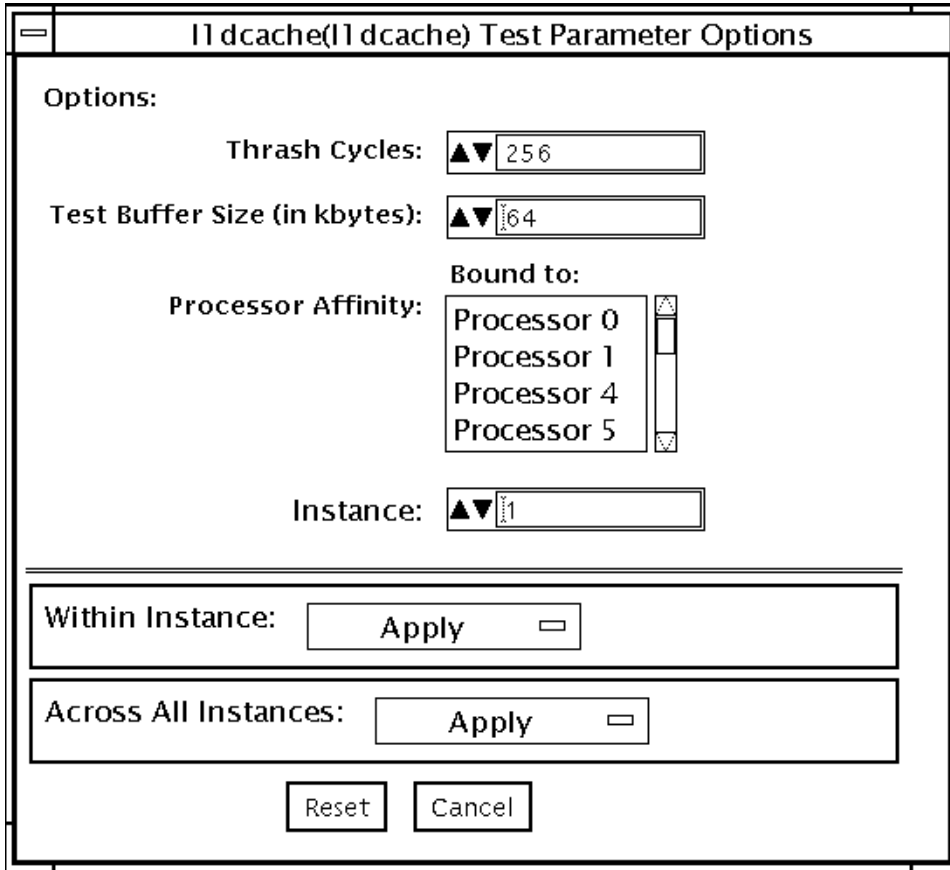 l1dcache(l1dcache) Test Parameter Options
Options:
Thrash Cycles: 256
Test Buffer Size (in kbytes): 64
Bound to:
Processor Affinity:
Processor 0
Processor 1
Processor 4
Processor 5
Instance: 1
Within Instance: Apply
Across All Instances: Apply
Reset Cancel